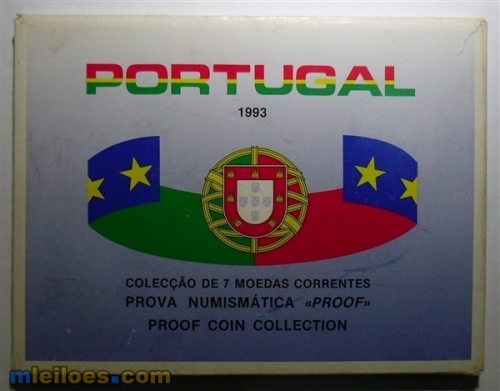 PORTUGAL
1993
COLECÇÃO DE 7 MOEDAS CORRENTES
PROVA NUMISMÁTICA «PROOF»
PROOF COIN COLLECTION
mleiloes.com